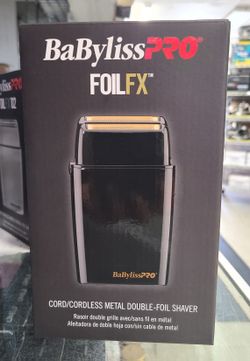 BaBylissPRO®
FOILFX™
BaBylissPRO®
CORD/CORDLESS METAL DOUBLE-FOIL SHAVER
Rasoir double grille avec/sans fil en métal
Afeitadora de doble hoja con/sin cable de metal